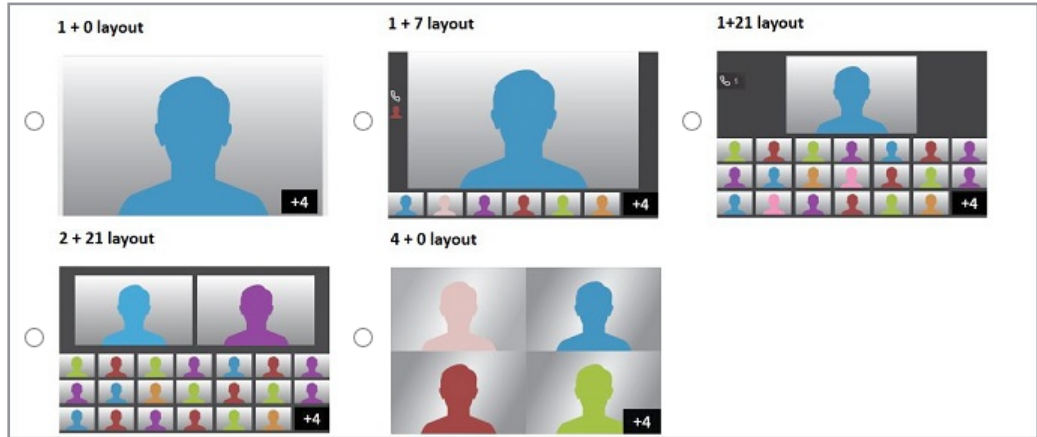 1 + 0 layout
1 + 7 layout
1+21 layout
+4
+4
+4
2 + 21 layout
4 + 0 layout
+4
+4